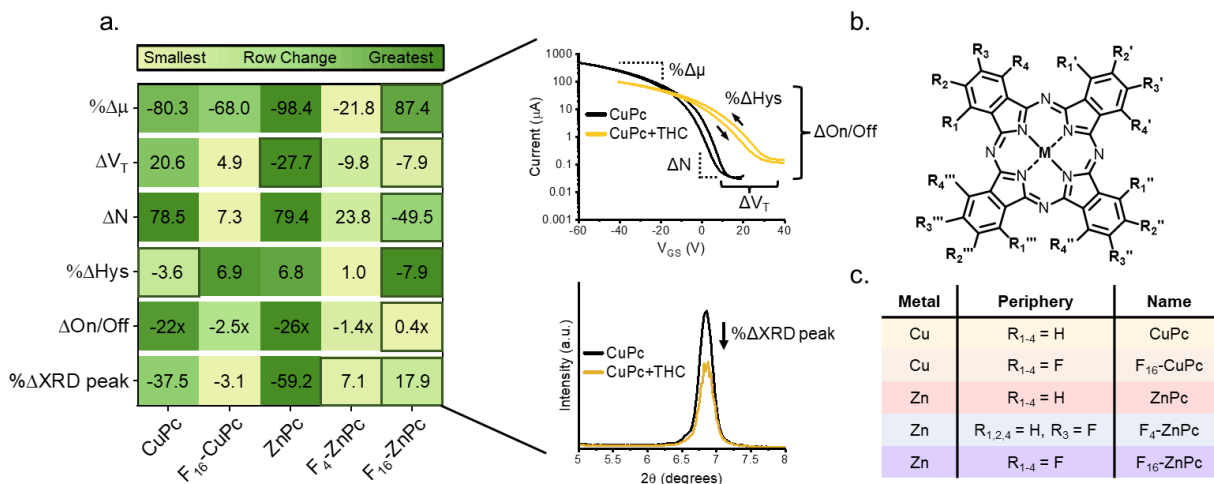 a.
Smallest Row Change Greatest
%Δμ -80.3 -68.0 -98.4 -21.8 87.4
ΔV_T 20.6 4.9 -27.7 -9.8 -7.9
ΔN 78.5 7.3 79.4 23.8 -49.5
%ΔHys -3.6 6.9 6.8 1.0 -7.9
ΔOn/Off -22x -2.5x -26x -1.4x 0.4x
%ΔXRD peak -37.5 -3.1 -59.2 7.1 17.9
CuPc F₁₆-CuPc ZnPc F₄-ZnPc F₁₆-ZnPc
Current (μA)
1000
100
10
1
0.1
0.01
0.001
-60 -40 -20 0 20 40 60
V_GS (V)
%Δμ
CuPc
CuPc+THC
%ΔHys
ΔOn/Off
ΔN
ΔV_T
Intensity (a.u.)
CuPc
CuPc+THC
%ΔXRD peak
5 6 7 8
5.5 6.5 7.5
2θ (degrees)
b.
R₃ R₂' 
R₂ R₄ R₁' R₃'
R₁ R₄'
N N N
N M N
N N N
R₄''' R₁''
R₃''' R₂''
R₂''' R₁''' R₄'' R₃''
c.
Metal Periphery Name
Cu R₁₋₄ = H CuPc
Cu R₁₋₄ = F F₁₆-CuPc
Zn R₁₋₄ = H ZnPc
Zn R₁,₂,₄ = H, R₃ = F F₄-ZnPc
Zn R₁₋₄ = F F₁₆-ZnPc